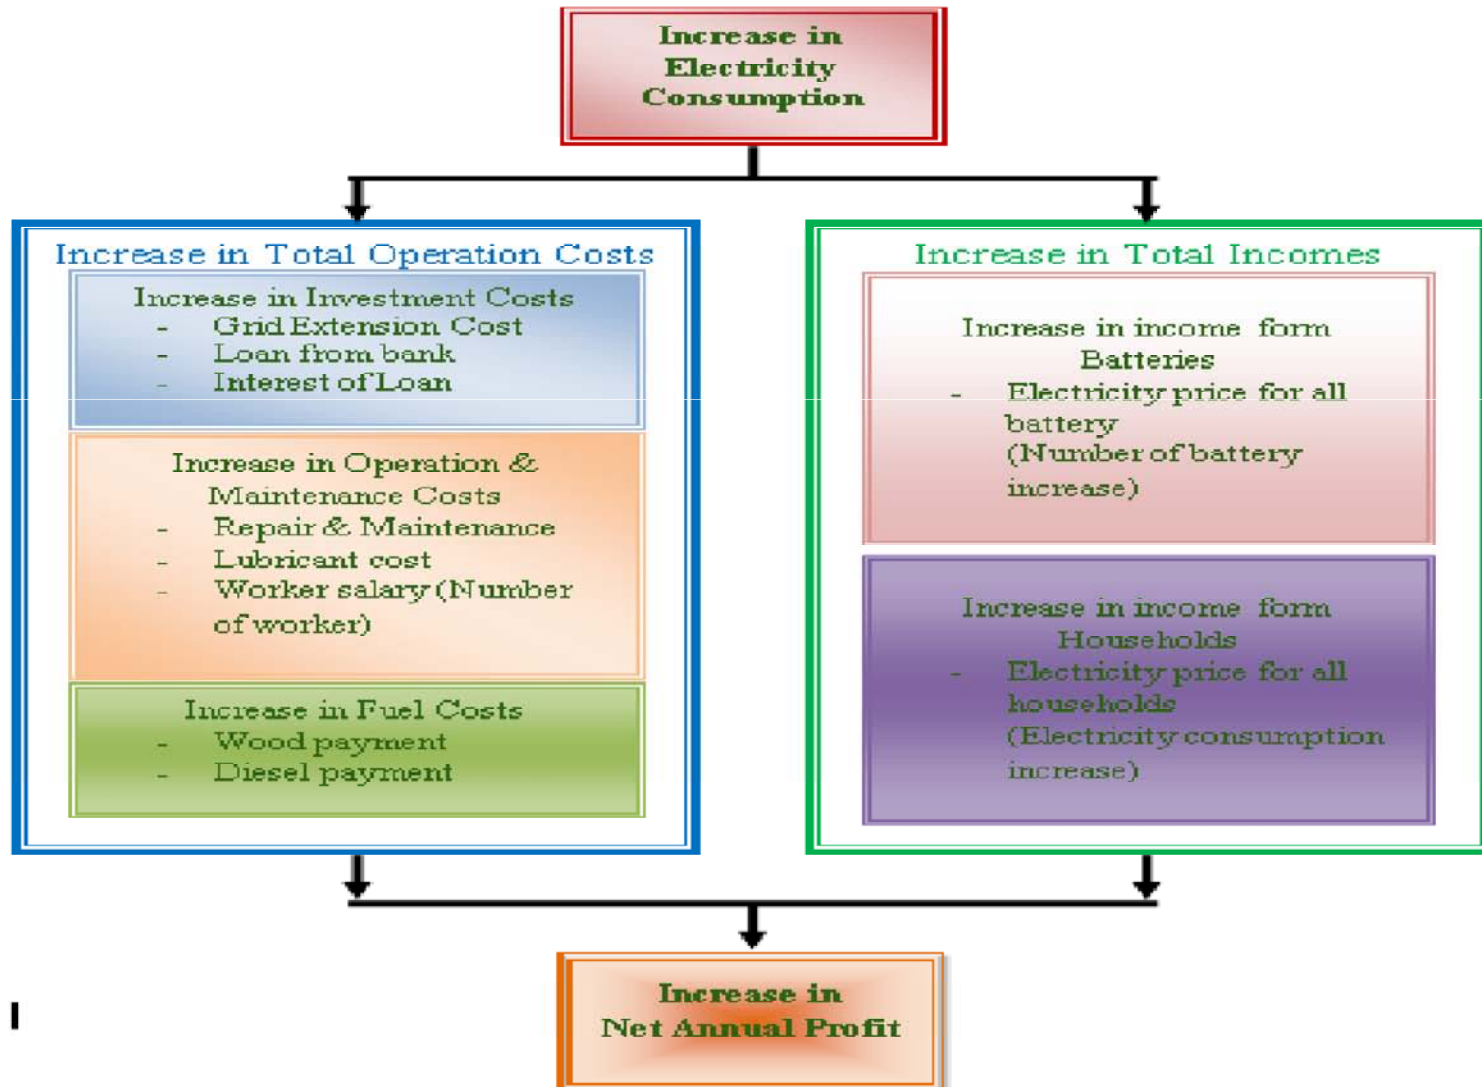 Increase in
Electricity
Consumption
Increase in Total Operation Costs
Increase in Investment Costs
- Grid Extension Cost
- Loan from bank
- Interest of Loan
Increase in Operation &
Maintenance Costs
- Repair & Maintenance
- Lubricant cost
- Worker salary (Number
of worker)
Increase in Fuel Costs
- Wood payment
- Diesel payment
Increase in Total Incomes
Increase in income form
Batteries
- Electricity price for all
battery
(Number of battery
increase)
Increase in income form
Households
- Electricity price for all
households
(Electricity consumption
increase)
Increase in
Net Annual Profit